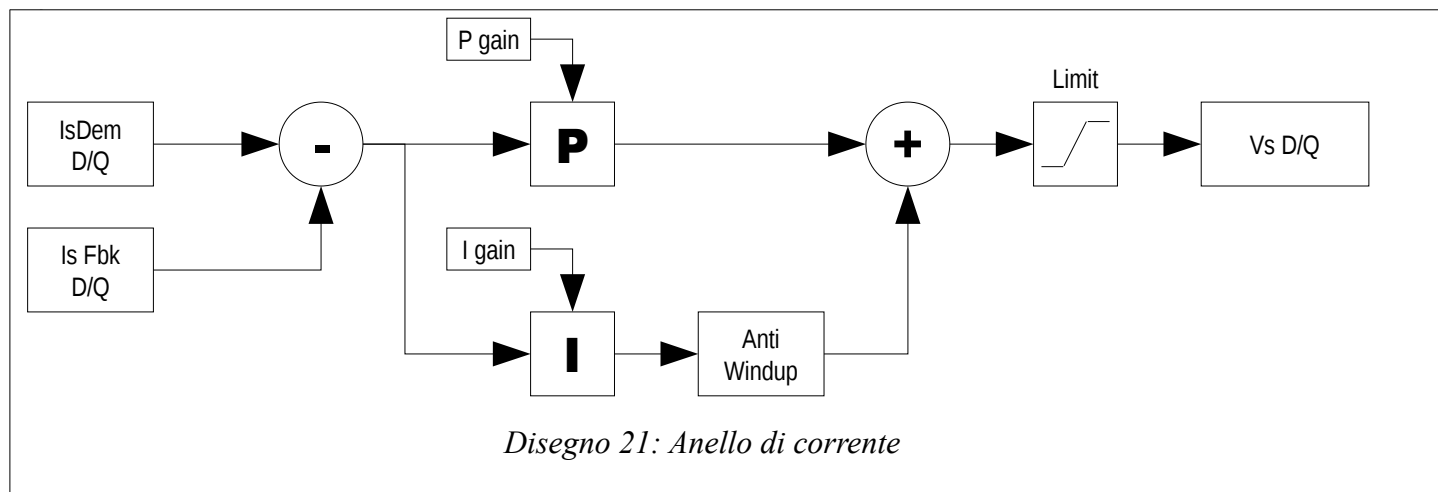 P gain
Limit
IsDem
D/Q
-
P
+
Vs D/Q
Is Fbk
D/Q
I gain
I
Anti
Windup
Disegno 21: Anello di corrente